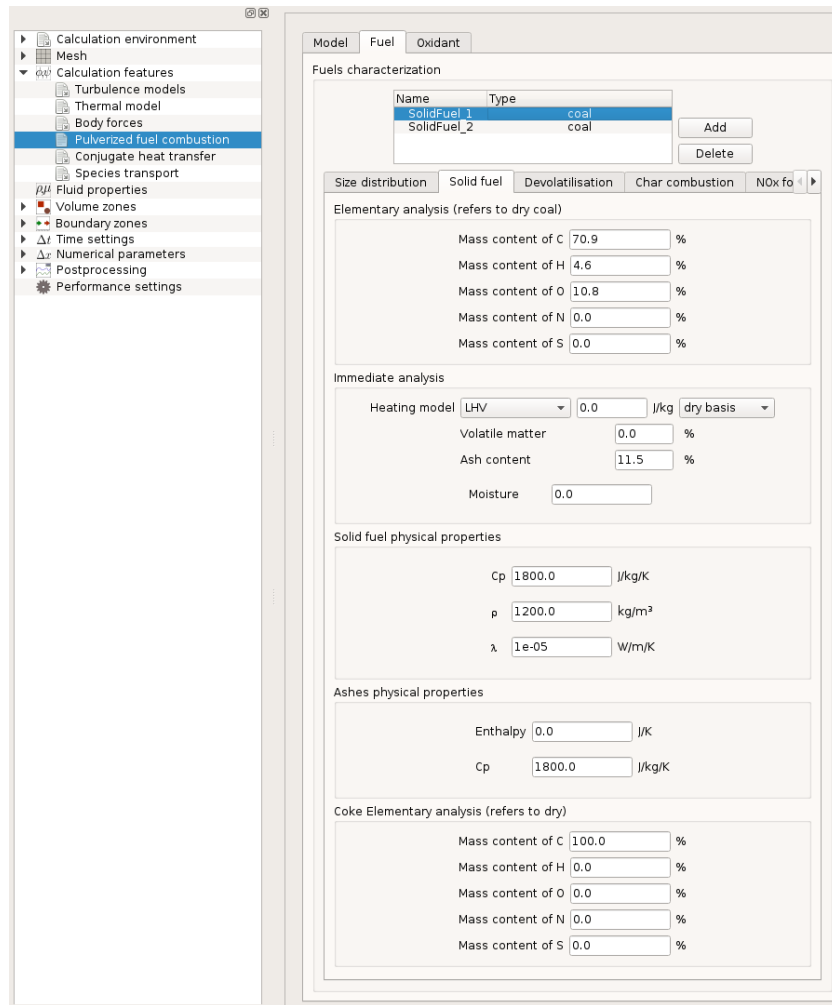 Calculation environment
Mesh
Calculation features
Turbulence models
Thermal model
Body forces
Pulverized fuel combustion
Conjugate heat transfer
Species transport
Fluid properties
Volume zones
Boundary zones
Δt Time settings
Δx Numerical parameters
Postprocessing
Performance settings
Model Fuel Oxidant
Fuels characterization
Name Type
SolidFuel_1 coal
SolidFuel_2 coal
Add
Delete
Size distribution Solid fuel Devolatilisation Char combustion NOx fo
Elementary analysis (refers to dry coal)
Mass content of C 70.9 %
Mass content of H 4.6 %
Mass content of O 10.8 %
Mass content of N 0.0 %
Mass content of S 0.0 %
Immediate analysis
Heating model LHV 0.0 J/kg dry basis
Volatile matter 0.0 %
Ash content 11.5 %
Moisture 0.0
Solid fuel physical properties
Cp 1800.0 J/kg/K
ρ 1200.0 kg/m³
λ 1e-05 W/m/K
Ashes physical properties
Enthalpy 0.0 J/K
Cp 1800.0 J/kg/K
Coke Elementary analysis (refers to dry)
Mass content of C 100.0 %
Mass content of H 0.0 %
Mass content of O 0.0 %
Mass content of N 0.0 %
Mass content of S 0.0 %